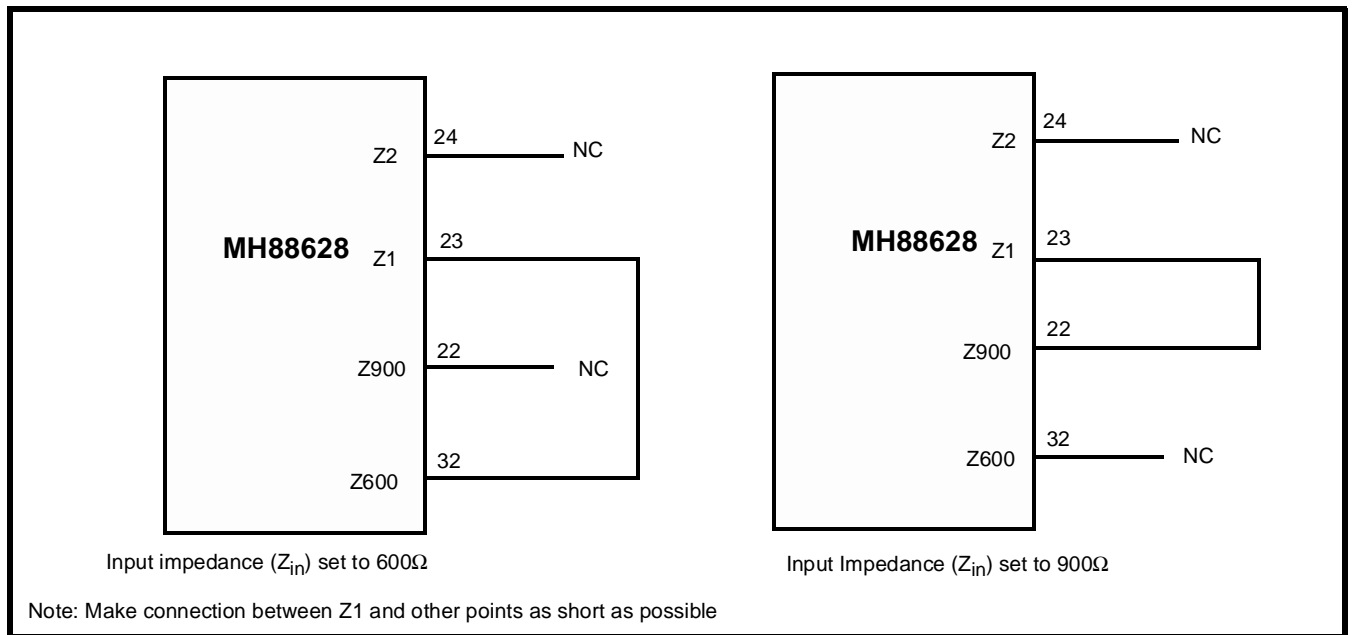 24
Z2
NC
MH88628
23
Z1
22
Z900
NC
32
Z600
Input impedance (Zin) set to 600Ω
24
Z2
NC
MH88628
23
Z1
22
Z900
32
Z600
NC
Input Impedance (Zin) set to 900Ω
Note: Make connection between Z1 and other points as short as possible